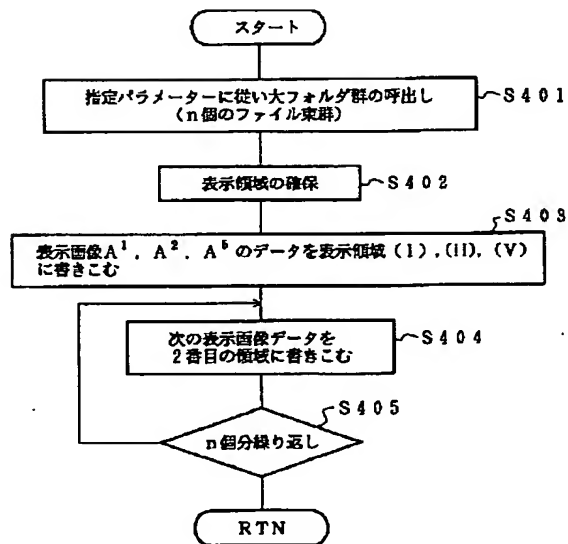 スタート
指定パラメーターに従い大フォルダ群の呼出し
(n個のファイル束群)
S401
表示領域の確保
S402
S403
表示画像A¹, A², A⁵ のデータを表示領域 (I),(II), (V)
に書きこむ
次の表示画像データを
2番目の領域に書きこむ
S404
S405
n個分繰り返し
RTN